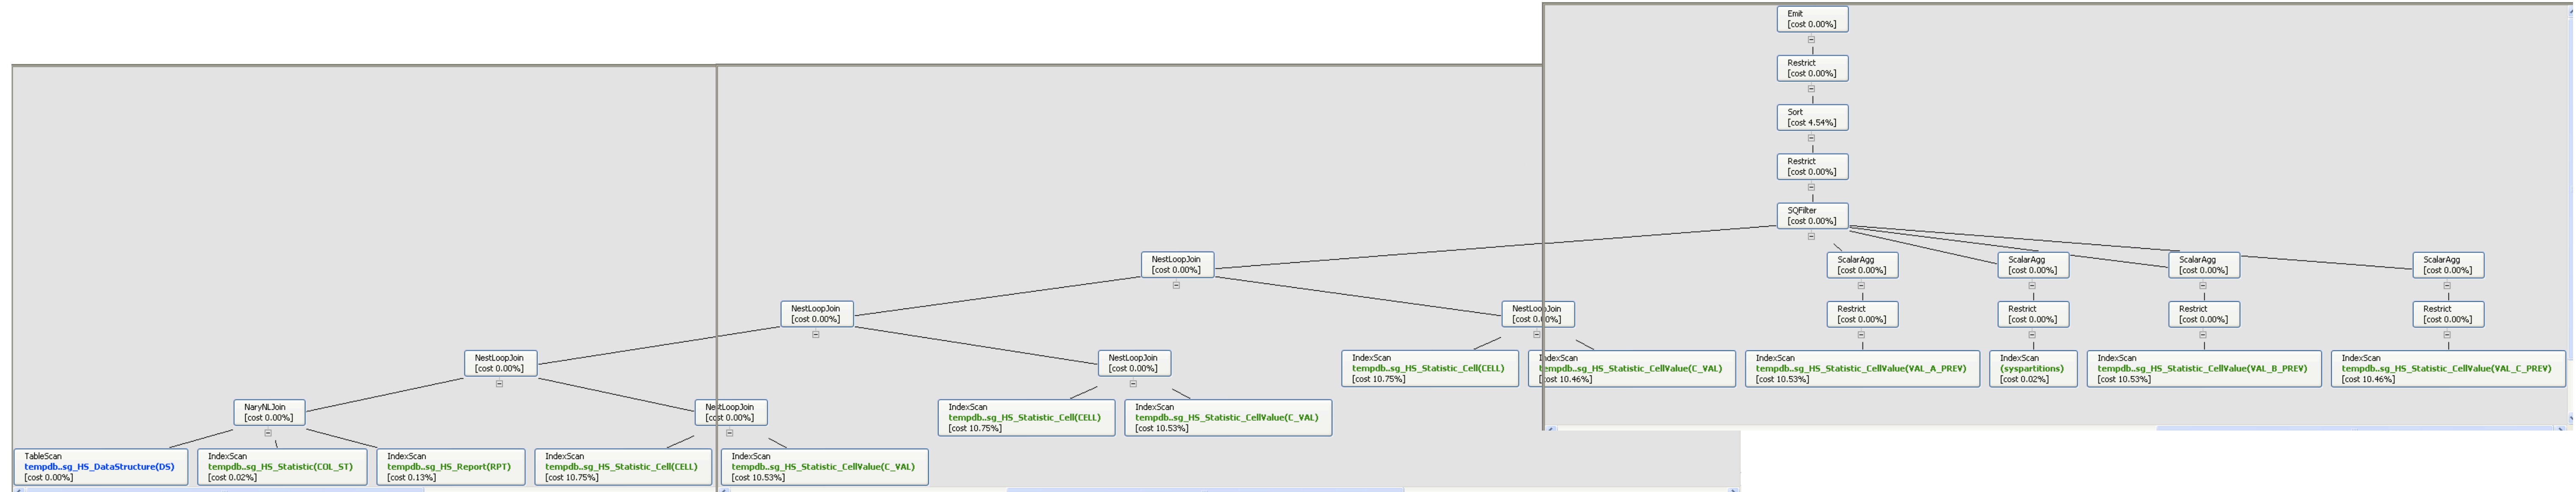 Emit
[cost 0.00%]
Restrict
[cost 0.00%]
Sort
[cost 4.54%]
Restrict
[cost 0.00%]
SQFilter
[cost 0.00%]
NestLoopJoin
[cost 0.00%]
ScalarAgg
[cost 0.00%]
ScalarAgg
[cost 0.00%]
ScalarAgg
[cost 0.00%]
ScalarAgg
[cost 0.00%]
NestLoopJoin
[cost 0.00%]
NestLoopJoin
[cost 0.00%]
Restrict
[cost 0.00%]
Restrict
[cost 0.00%]
Restrict
[cost 0.00%]
Restrict
[cost 0.00%]
NestLoopJoin
[cost 0.00%]
NestLoopJoin
[cost 0.00%]
IndexScan
tempdb..sg_HS_Statistic_Cell(CELL)
[cost 10.75%]
IndexScan
tempdb..sg_HS_Statistic_CellValue(C_VAL)
[cost 10.46%]
IndexScan
tempdb..sg_HS_Statistic_CellValue(VAL_A_PREV)
[cost 10.53%]
IndexScan
(syspartitions)
[cost 0.02%]
IndexScan
tempdb..sg_HS_Statistic_CellValue(VAL_B_PREV)
[cost 10.53%]
IndexScan
tempdb..sg_HS_Statistic_CellValue(VAL_C_PREV)
[cost 10.46%]
NaryNLJoin
[cost 0.00%]
NestLoopJoin
[cost 0.00%]
IndexScan
tempdb..sg_HS_Statistic_Cell(CELL)
[cost 10.75%]
IndexScan
tempdb..sg_HS_Statistic_CellValue(C_VAL)
[cost 10.53%]
TableScan
tempdb..sg_HS_DataStructure(DS)
[cost 0.00%]
IndexScan
tempdb..sg_HS_Statistic(COL_ST)
[cost 0.02%]
IndexScan
tempdb..sg_HS_Report(RPT)
[cost 0.13%]
IndexScan
tempdb..sg_HS_Statistic_Cell(CELL)
[cost 10.75%]
IndexScan
tempdb..sg_HS_Statistic_CellValue(C_VAL)
[cost 10.53%]